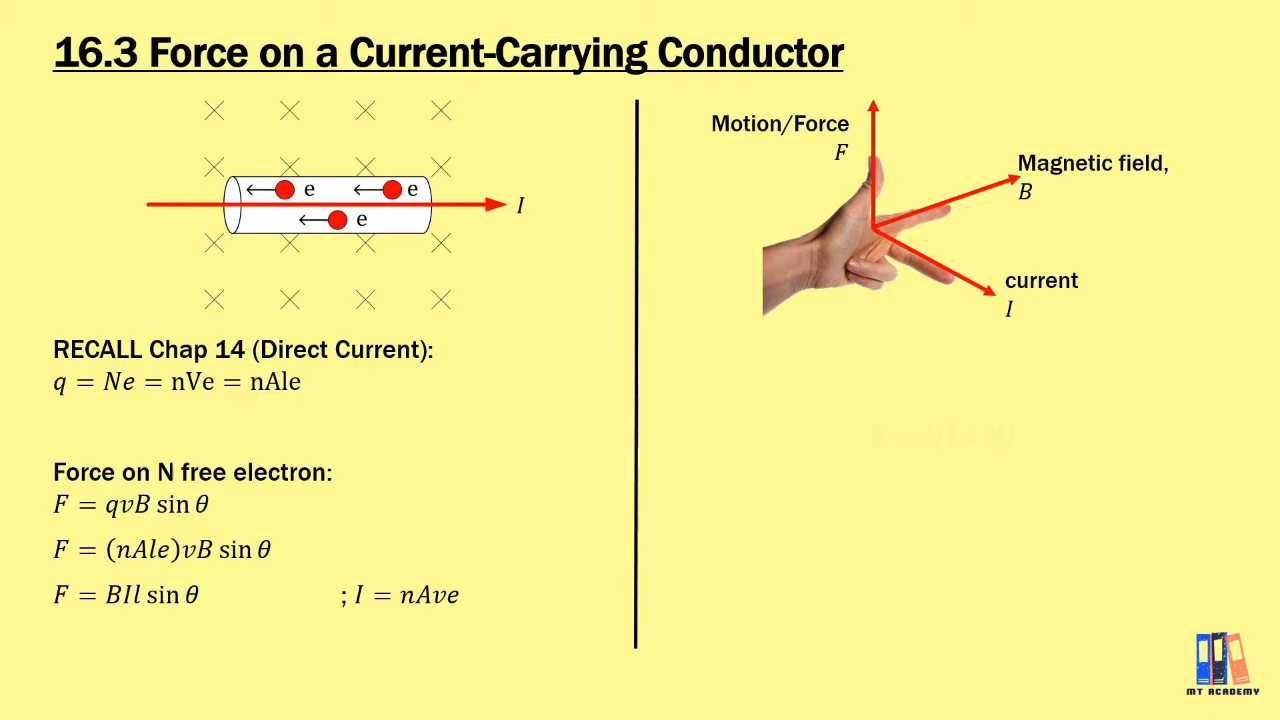 16.3 Force on a Current-Carrying Conductor
e e
e
I
RECALL Chap 14 (Direct Current):
q = Ne = nVe = nAle
Force on N free electron:
F = qvB sin θ
F = (nAle)vB sin θ
F = BIl sin θ ; I = nAve
Motion/Force
F
Magnetic field,
B
current
I
MT ACADEMY